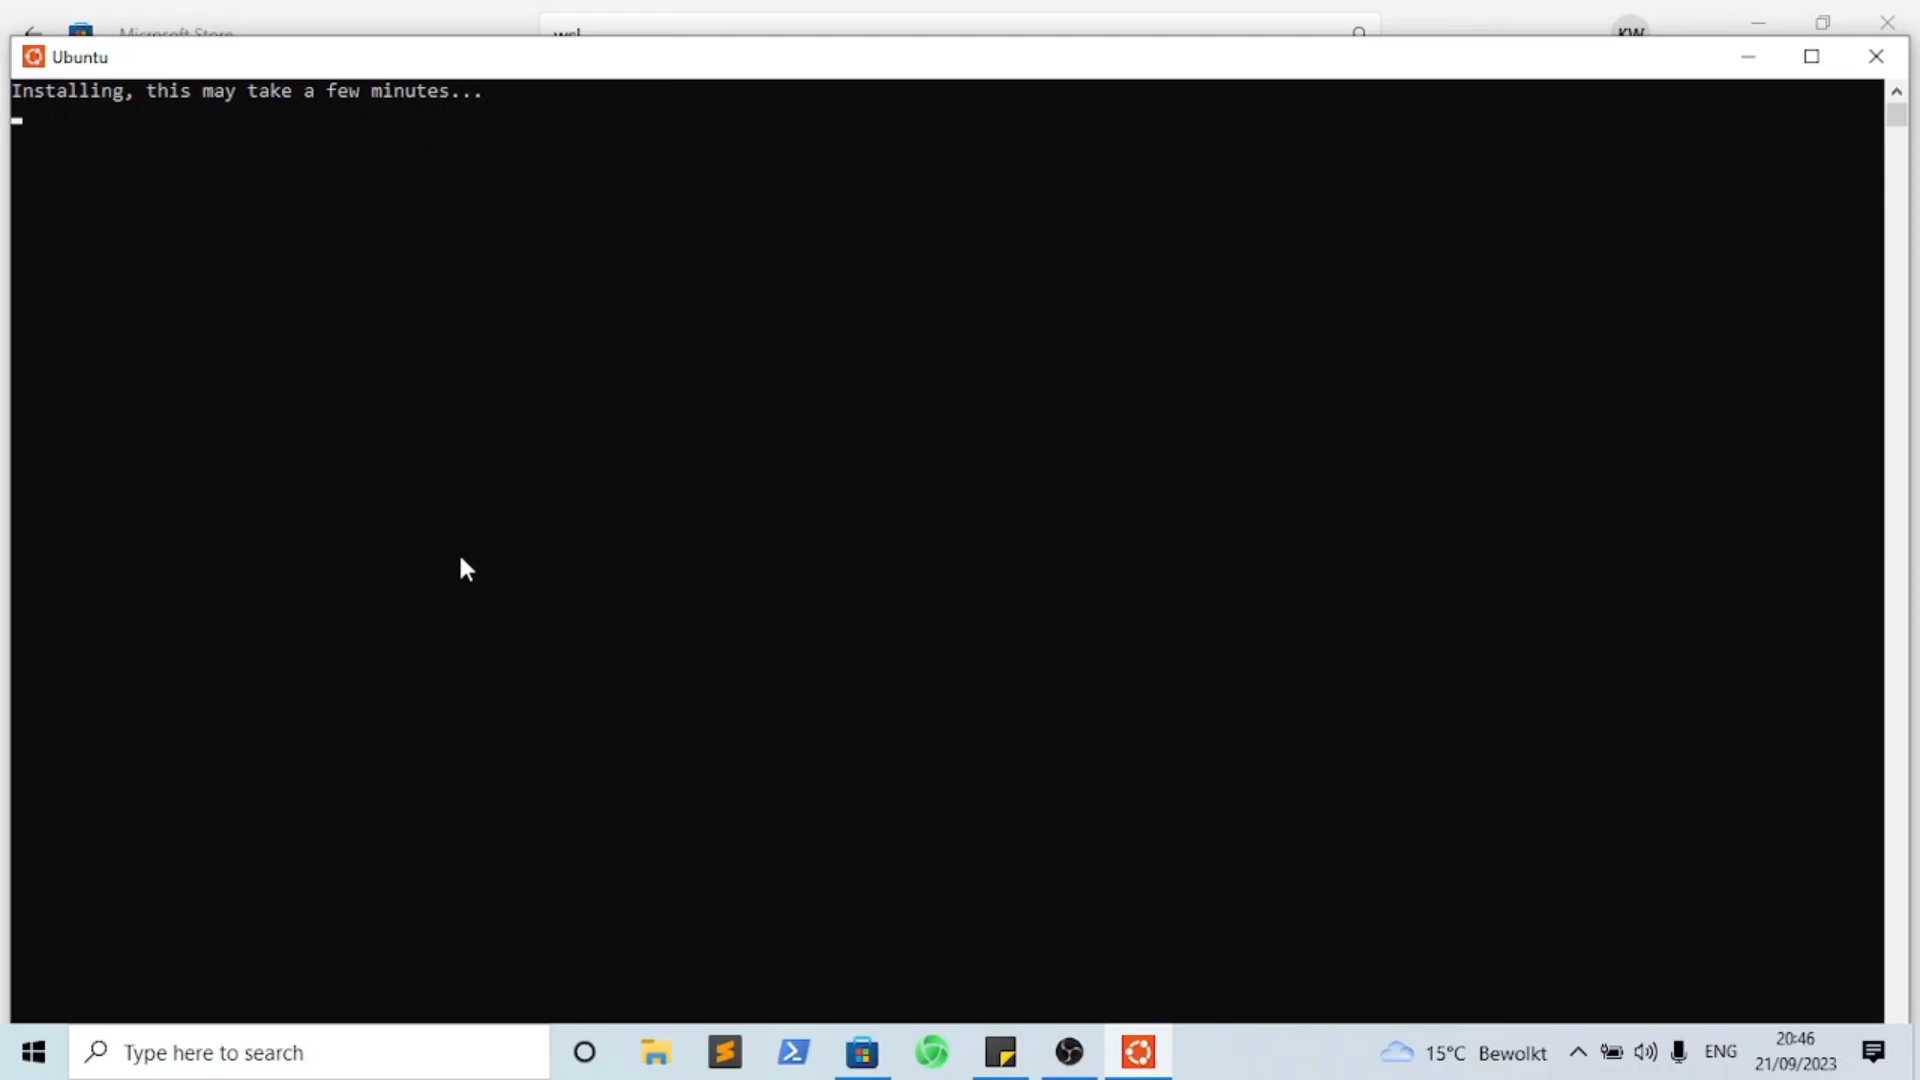 Microsoft Store
wsl
KW
Ubuntu
Installing, this may take a few minutes...
Type here to search
15°C Bewolkt
ENG
20:46
21/09/2023